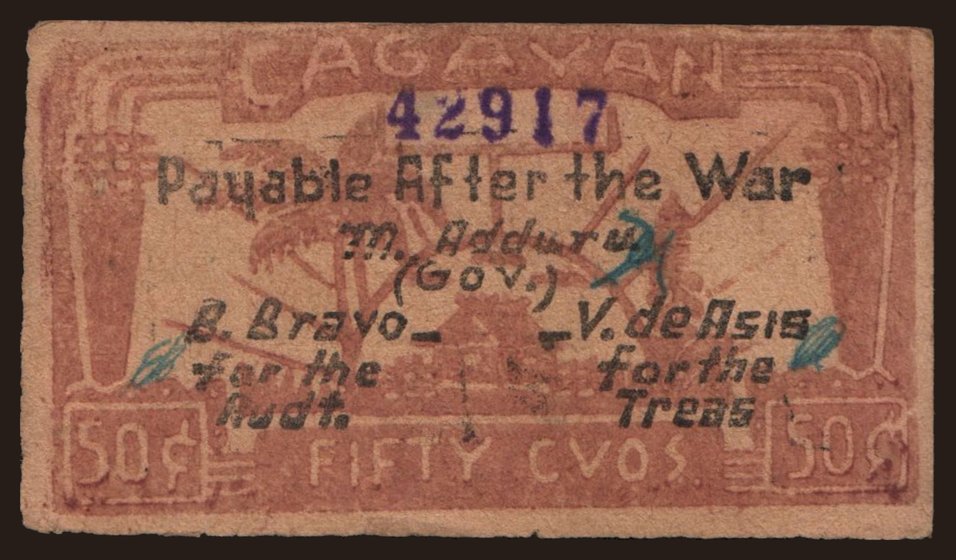 CAGAYAN
42917
Payable After the War
M. Adduru
(Gov.)
B. Bravo- -V. de Asis
for the for the
Audt. Treas
50¢ FIFTY CVOS. 50¢